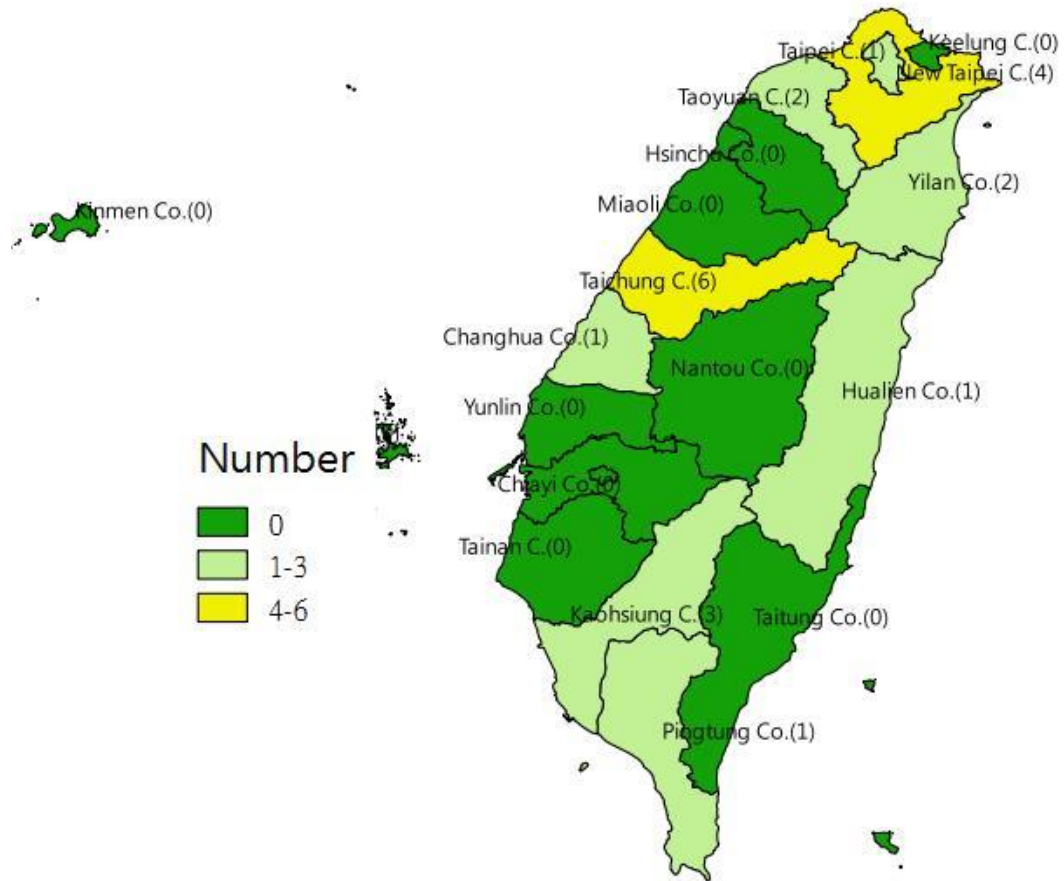 Keelung C.(0)
Taipei C.(1)
New Taipei C.(4)
Taoyuan C.(2)
Hsinchu Co.(0)
Yilan Co.(2)
Miaoli Co.(0)
Kinmen Co.(0)
Taichung C.(6)
Changhua Co.(1)
Nantou Co.(0)
Hualien Co.(1)
Yunlin Co.(0)
Number
Chiayi Co.(0)
0
Tainan C.(0)
1-3
4-6
Kaohsiung C.(3)
Taitung Co.(0)
Pingtung Co.(1)